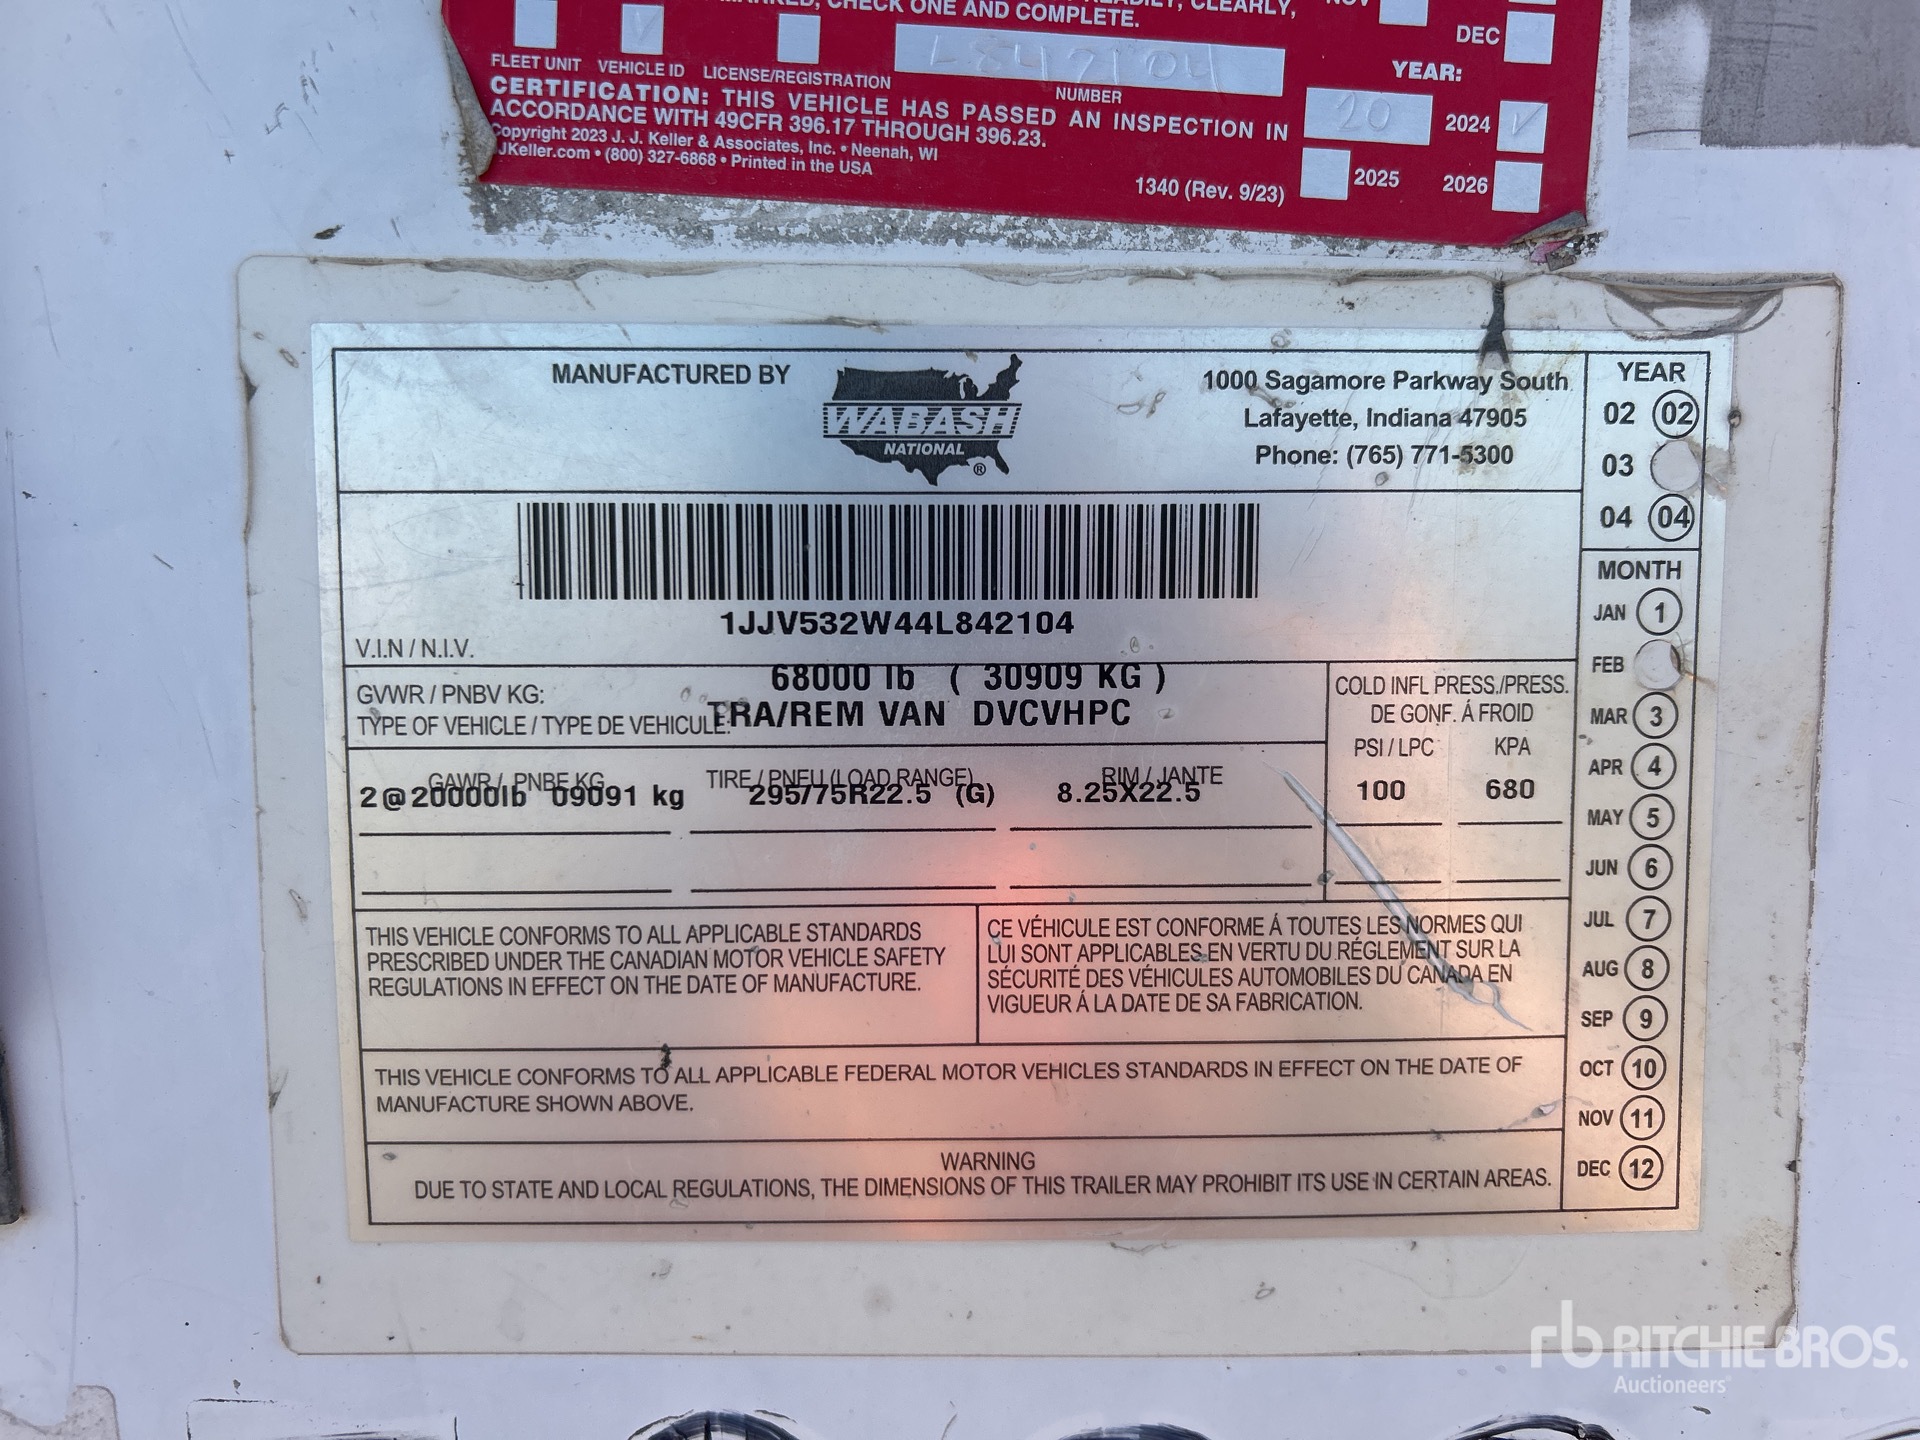 CHECK ONE AND COMPLETE.
CLEARLY,
NOV
DEC
FLEET UNIT VEHICLE ID LICENSE/REGISTRATION
NUMBER
YEAR:
CERTIFICATION: THIS VEHICLE HAS PASSED AN INSPECTION IN
ACCORDANCE WITH 49CFR 396.17 THROUGH 396.23.
20
2024
Copyright 2023 J. J. Keller & Associates, Inc. • Neenah, WI
JKeller.com • (800) 327-6868 • Printed in the USA
1340 (Rev. 9/23)
2025
2026
MANUFACTURED BY
WABASH
NATIONAL
®
1000 Sagamore Parkway South
Lafayette, Indiana 47905
Phone: (765) 771-5300
YEAR
02 02
03
04 04
1JJV532W44L842104
V.I.N / N.I.V.
GVWR / PNBV KG: 68000 lb ( 30909 KG )
TYPE OF VEHICLE / TYPE DE VEHICULE: TRA/REM VAN DVCVHPC
COLD INFL PRESS./PRESS.
DE GONF. Á FROID
PSI / LPC KPA
GAWR / PNBE KG TIRE / PNEU (LOAD RANGE) RIM / JANTE
2@20000lb 09091 kg 295/75R22.5 (G) 8.25X22.5 100 680
THIS VEHICLE CONFORMS TO ALL APPLICABLE STANDARDS
PRESCRIBED UNDER THE CANADIAN MOTOR VEHICLE SAFETY
REGULATIONS IN EFFECT ON THE DATE OF MANUFACTURE.
CE VÉHICULE EST CONFORME Á TOUTES LES NORMES QUI
LUI SONT APPLICABLES EN VERTU DU RÉGLEMENT SUR LA
SÉCURITÉ DES VÉHICULES AUTOMOBILES DU CANADA EN
VIGUEUR Á LA DATE DE SA FABRICATION.
THIS VEHICLE CONFORMS TO ALL APPLICABLE FEDERAL MOTOR VEHICLES STANDARDS IN EFFECT ON THE DATE OF
MANUFACTURE SHOWN ABOVE.
WARNING
DUE TO STATE AND LOCAL REGULATIONS, THE DIMENSIONS OF THIS TRAILER MAY PROHIBIT ITS USE IN CERTAIN AREAS.
MONTH
JAN 1
FEB
MAR 3
APR 4
MAY 5
JUN 6
JUL 7
AUG 8
SEP 9
OCT 10
NOV 11
DEC 12
rb RITCHIE BROS.
Auctioneers